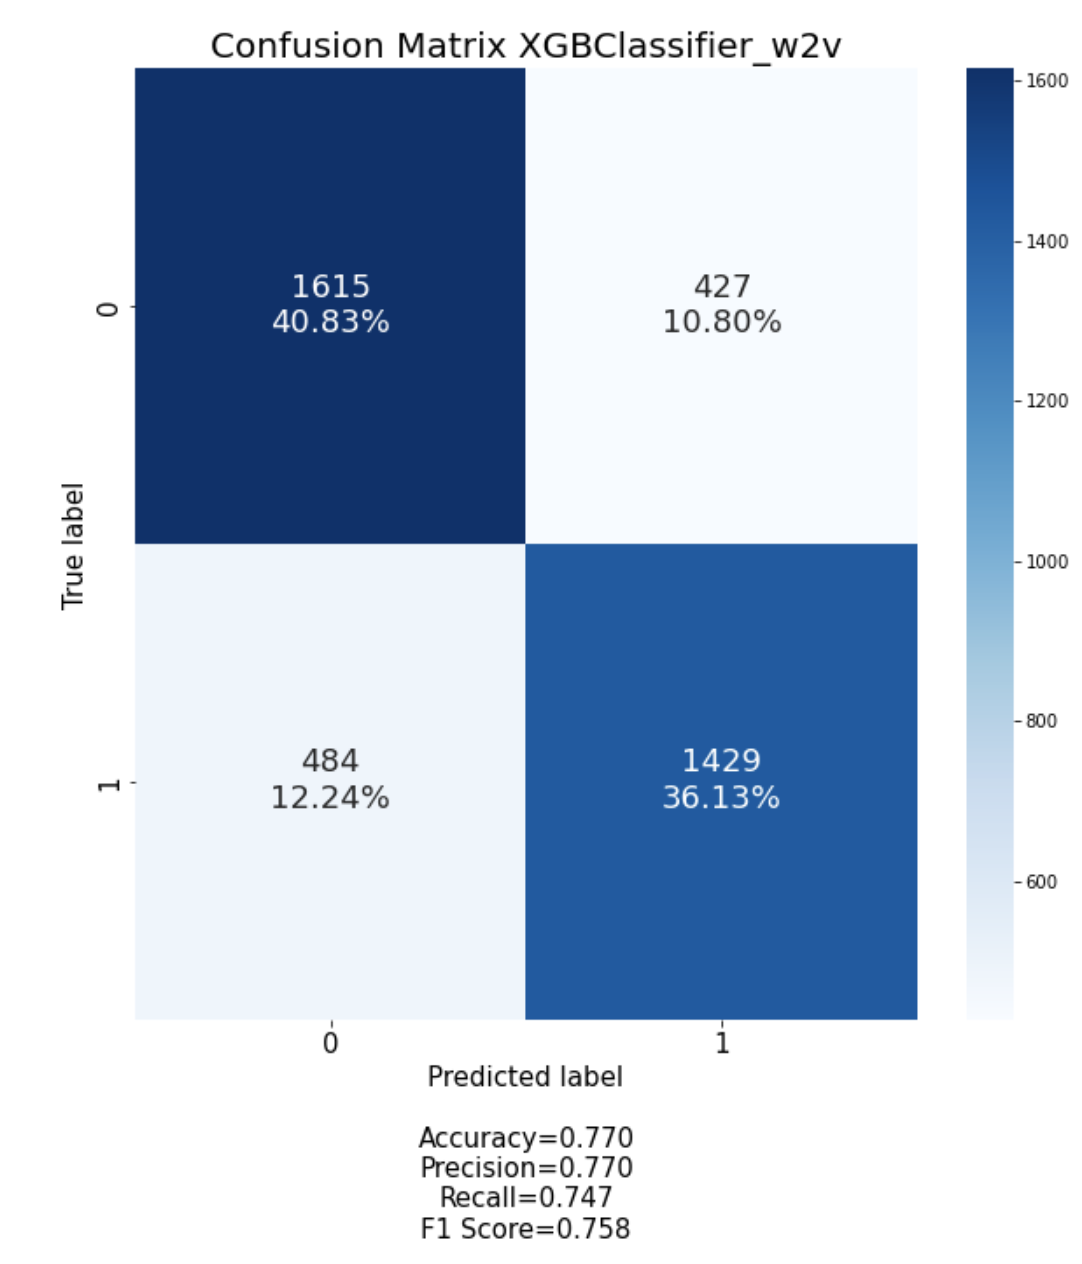 Confusion Matrix XGBClassifier_w2v
1615
40.83%
427
10.80%
484
12.24%
1429
36.13%
True label
0
1
0
1
Predicted label
Accuracy=0.770
Precision=0.770
Recall=0.747
F1 Score=0.758
1600
1400
1200
1000
800
600